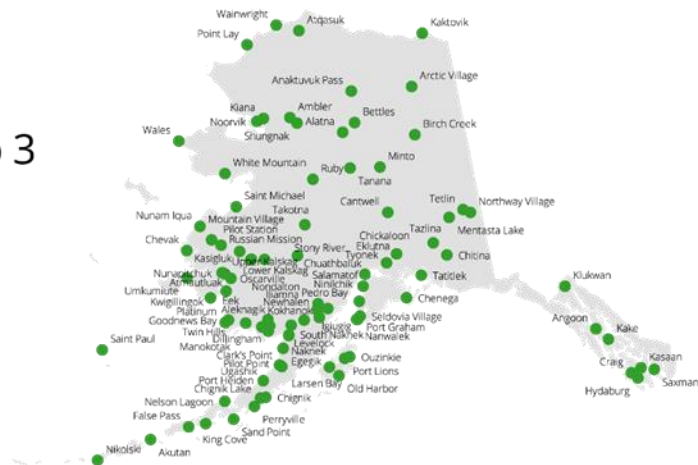 Wainwright
Atqasuk
Kaktovik
Point Lay
Arctic Village
Anaktuvuk Pass
Kiana
Ambler
Bettles
Noorvik
Alatna
Birch Creek
Shungnak
3
Wales
Minto
White Mountain
Ruby
Tanana
Saint Michael
Cantwell
Tetlin
Northway Village
Takotna
Nunam Iqua
Mountain Village
Pilot Station
Tazlina
Mentasta Lake
Chevak
Russian Mission
Chickaloon
Stony River
Eklutna
Kasigluk
Upper Kalskag
Chuathbaluk
Tyonek
Chitina
Lower Kalskag
Nunapitchuk
Oscarville
Salamatof
Tatitlek
Klukwan
Atmautluak
Nondalton
Ninilchik
Umkumiute
Iliamna
Pedro Bay
Chenega
Kwigillingok
Eek
Newhalen
Platinum
Aleknagik
Kokhanok
Seldovia Village
Angoon
Goodnews Bay
Igiugig
Port Graham
Kake
Twin Hills
South Naknek
Nanwalek
Saint Paul
Dillingham
Levelock
Manokotak
Naknek
Clark's Point
Ouzinkie
Kasaan
Pilot Point
Egegik
Craig
Ugashik
Port Lions
Port Heiden
Larsen Bay
Saxman
Chignik Lake
Old Harbor
Hydaburg
Nelson Lagoon
Chignik
False Pass
Perryville
Sand Point
King Cove
Nikolski
Akutan